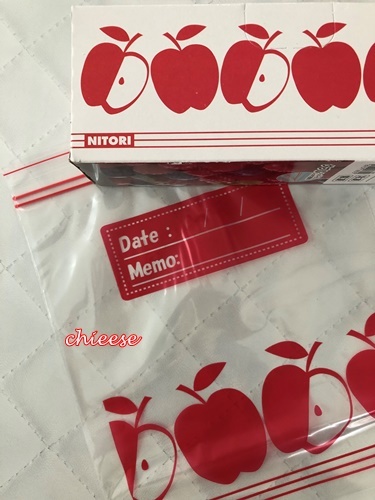 NITORI
Date : / /
Memo:
chieese